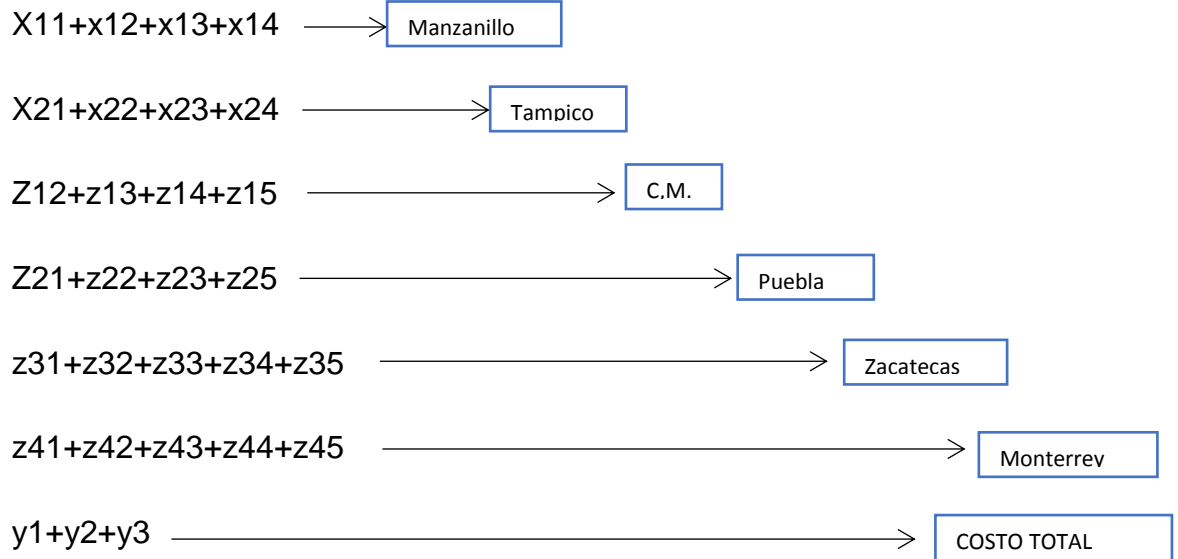 X11+x12+x13+x14 Manzanillo
X21+x22+x23+x24 Tampico
Z12+z13+z14+z15 C,M.
Z21+z22+z23+z25 Puebla
z31+z32+z33+z34+z35 Zacatecas
z41+z42+z43+z44+z45 Monterrey
y1+y2+y3 COSTO TOTAL